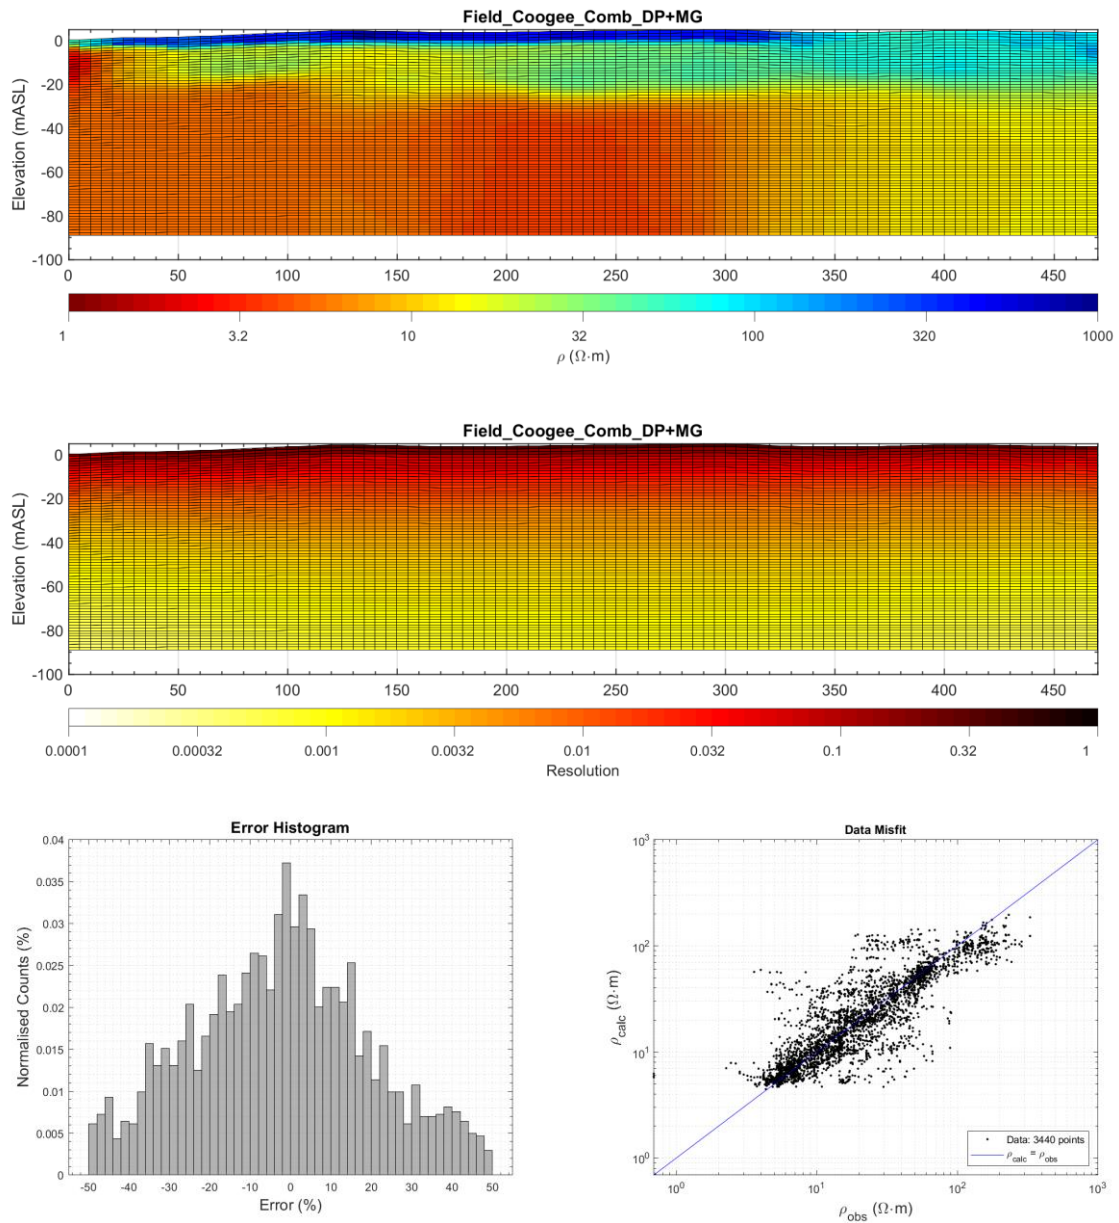 Field_Coogee_Comb_DP+MG
Elevation (mASL)
0
-20
-40
-60
-80
-100
0 50 100 150 200 250 300 350 400 450
1 3.2 10 32 100 320 1000
ρ (Ω·m)
Field_Coogee_Comb_DP+MG
Elevation (mASL)
0
-20
-40
-60
-80
-100
0 50 100 150 200 250 300 350 400 450
0.0001 0.00032 0.001 0.0032 0.01 0.032 0.1 0.32 1
Resolution
Error Histogram
Normalised Counts (%)
0.04
0.035
0.03
0.025
0.02
0.015
0.01
0.005
0
-50 -40 -30 -20 -10 0 10 20 30 40 50
Error (%)
Data Misfit
ρcalc (Ω·m)
10³
10²
10¹
10⁰
Data: 3440 points
ρcalc = ρobs
10⁰ 10¹ 10² 10³
ρobs (Ω·m)